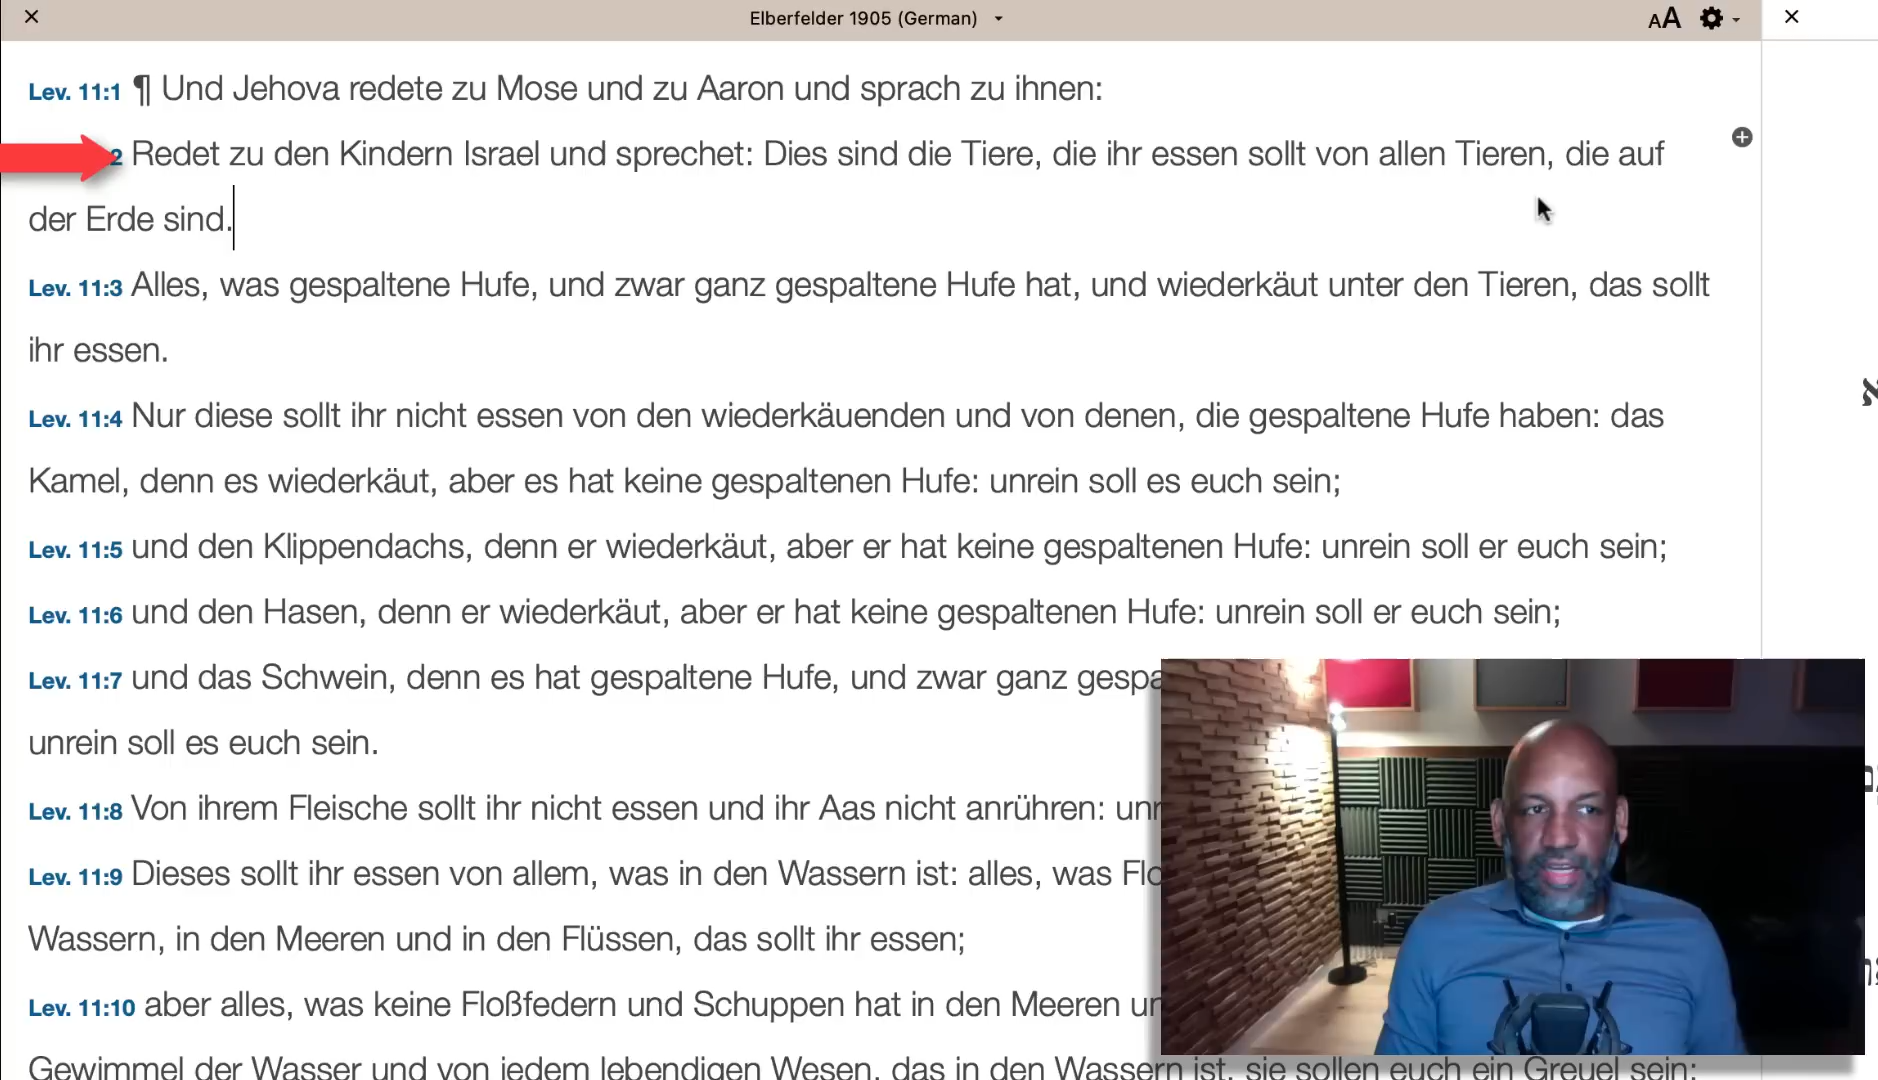 Elberfelder 1905 (German)
AA
Lev. 11:1 ¶ Und Jehova redete zu Mose und zu Aaron und sprach zu ihnen:
2 Redet zu den Kindern Israel und sprechet: Dies sind die Tiere, die ihr essen sollt von allen Tieren, die auf
der Erde sind.
Lev. 11:3 Alles, was gespaltene Hufe, und zwar ganz gespaltene Hufe hat, und wiederkäut unter den Tieren, das sollt
ihr essen.
Lev. 11:4 Nur diese sollt ihr nicht essen von den wiederkäuenden und von denen, die gespaltene Hufe haben: das
Kamel, denn es wiederkäut, aber es hat keine gespaltenen Hufe: unrein soll es euch sein;
Lev. 11:5 und den Klippendachs, denn er wiederkäut, aber er hat keine gespaltenen Hufe: unrein soll er euch sein;
Lev. 11:6 und den Hasen, denn er wiederkäut, aber er hat keine gespaltenen Hufe: unrein soll er euch sein;
Lev. 11:7 und das Schwein, denn es hat gespaltene Hufe, und zwar ganz
unrein soll es euch sein.
Lev. 11:8 Von ihrem Fleische sollt ihr nicht essen und ihr Aas nicht anrühren:
Lev. 11:9 Dieses sollt ihr essen von allem, was in den Wassern ist: alles, was
Wassern, in den Meeren und in den Flüssen, das sollt ihr essen;
Lev. 11:10 aber alles, was keine Floßfedern und Schuppen hat in den Meeren
Gewimmel der Wasser und von jedem lebendigen Wesen, das in den Wassern ist, sie sollen euch ein Greuel sein;